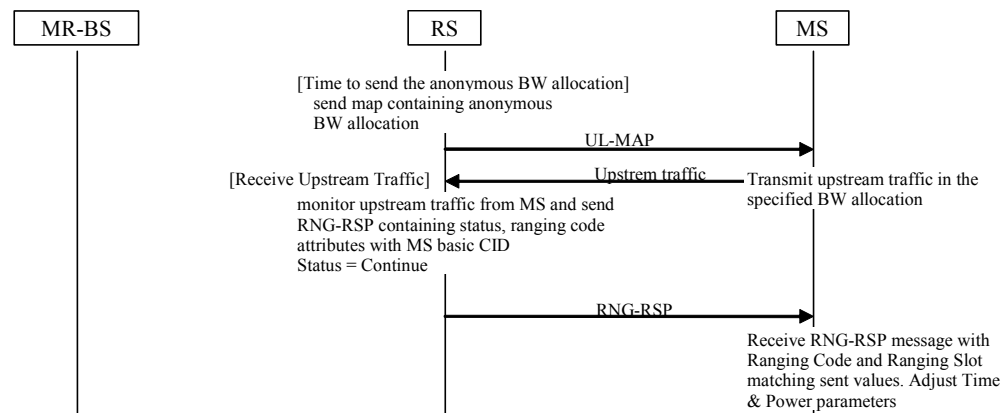 MR-BS
RS
MS
[Time to send the anonymous BW allocation]
send map containing anonymous
BW allocation
UL-MAP
Upstrem traffic
[Receive Upstream Traffic]
Transmit upstream traffic in the
specified BW allocation
monitor upstream traffic from MS and send
RNG-RSP containing status, ranging code
attributes with MS basic CID
Status = Continue
RNG-RSP
Receive RNG-RSP message with
Ranging Code and Ranging Slot
matching sent values. Adjust Time
& Power parameters